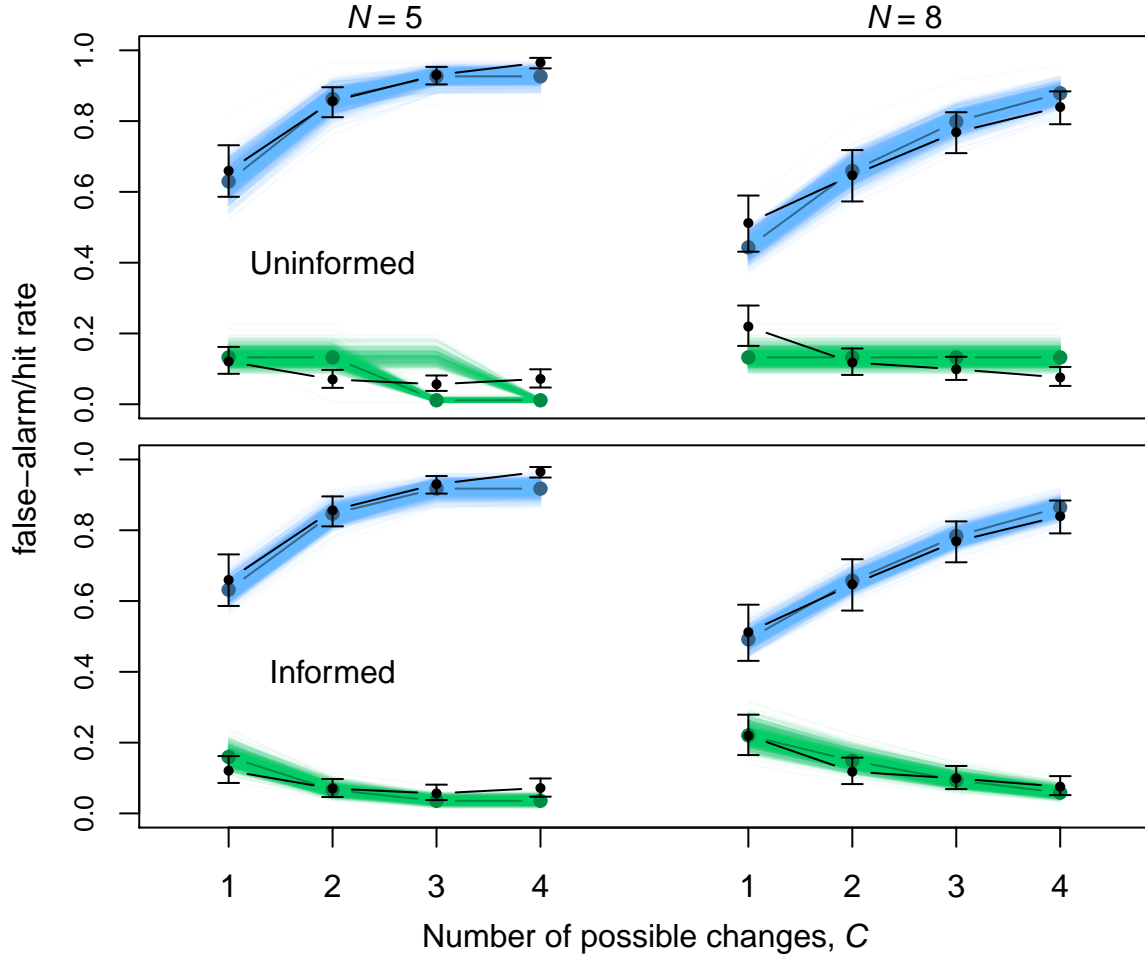 N = 5
N = 8
false−alarm/hit rate
1.0
0.8
0.6
0.4
0.2
0.0
Uninformed
1.0
0.8
0.6
0.4
0.2
0.0
Informed
1 2 3 4 1 2 3 4
Number of possible changes, C